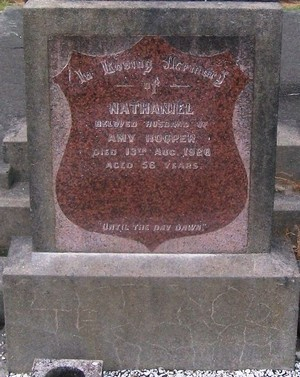 In Loving Memory
of
NATHANIEL
BELOVED HUSBAND OF
AMY HOOPER
DIED 13TH AUG. 1926
AGED 56 YEARS.
"UNTIL THE DAY DAWN."